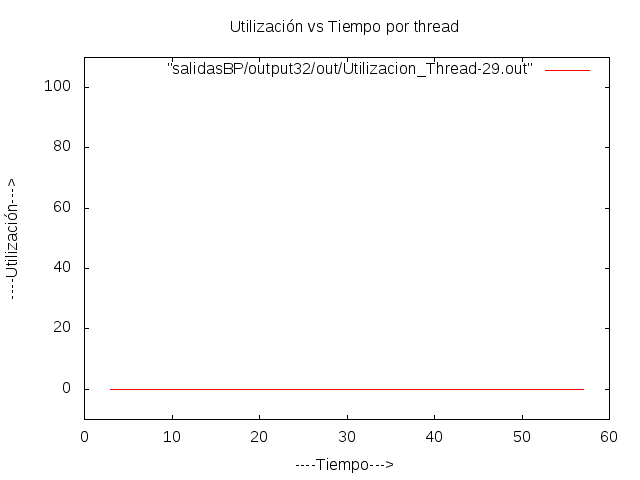 Utilización vs Tiempo por thread
"salidasBP/output32/out/Utilizacion_Thread-29.out"
100
80
60
40
20
0
----Utilización--->
0 10 20 30 40 50 60
----Tiempo--->